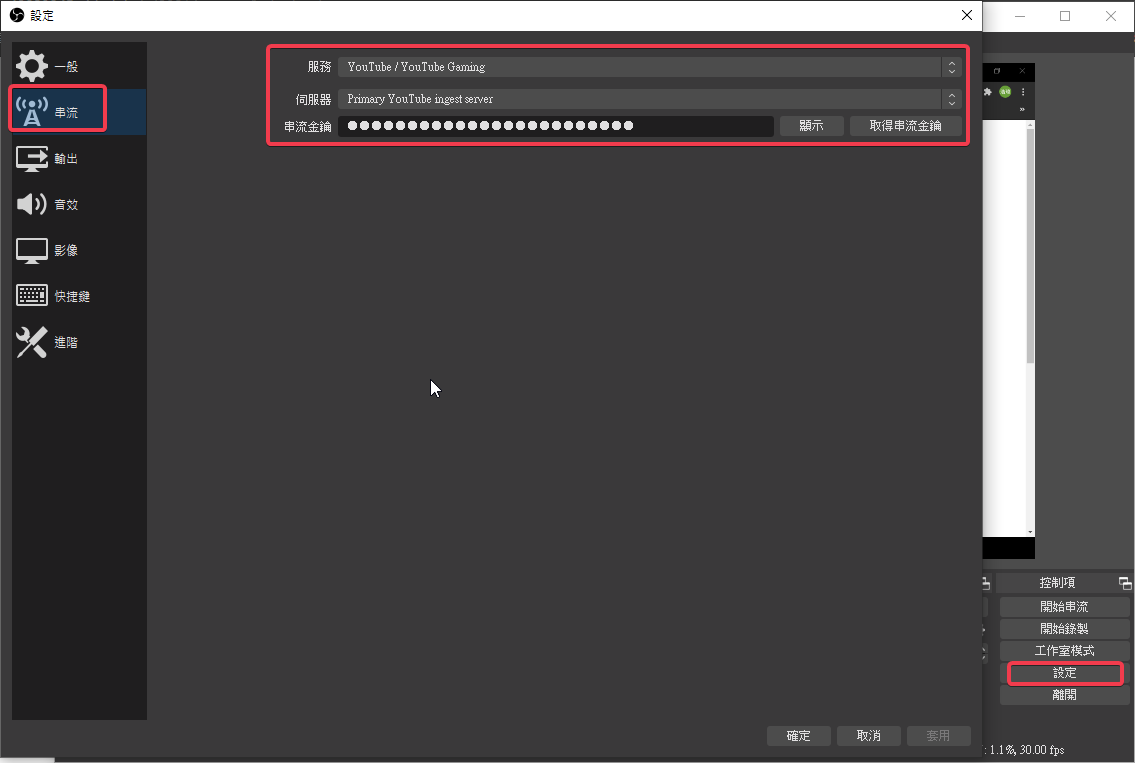 設定
一般
串流
輸出
音效
影像
快捷鍵
進階
服務 YouTube / YouTube Gaming
伺服器 Primary YouTube ingest server
串流金鑰 ●●●●●●●●●●●●●●●●●●●●●●●● 顯示 取得串流金鑰
確定 取消 套用
控制項
開始串流
開始錄製
工作室模式
設定
離開
: 1.1%, 30.00 fps